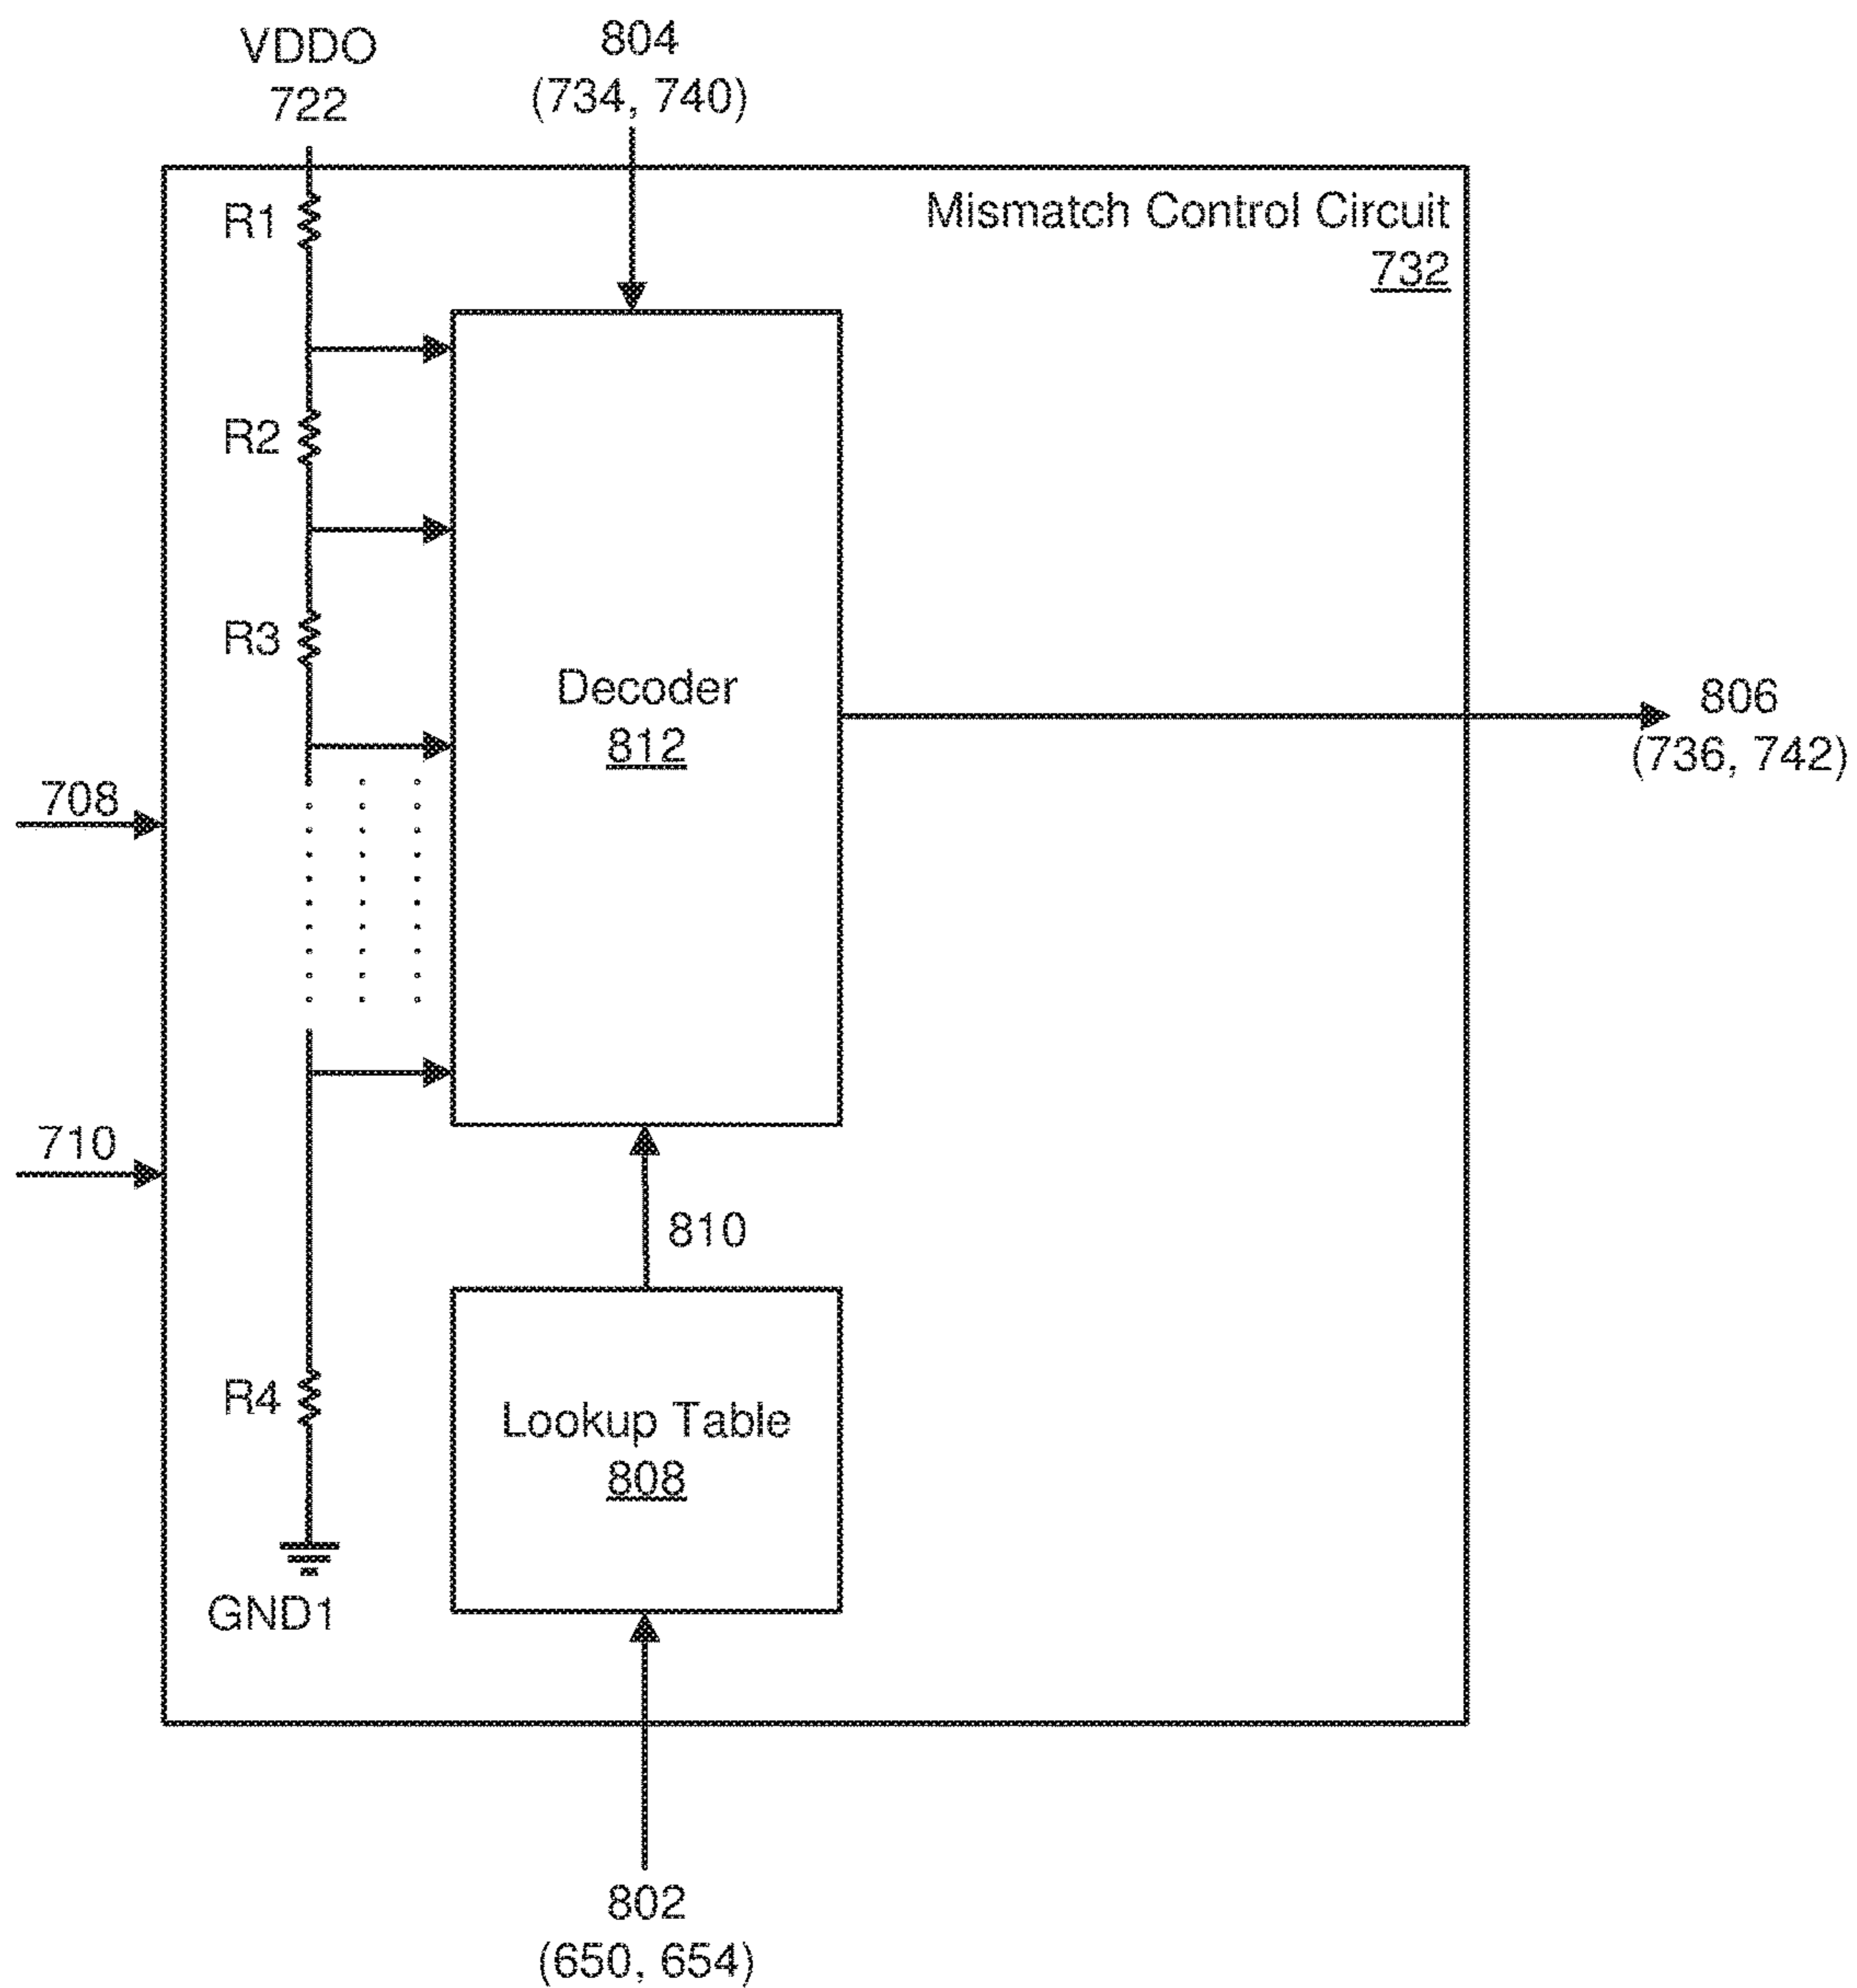 VDDO
722
804
(734, 740)
Mismatch Control Circuit
732
R1
R2
R3
Decoder
812
806
(736, 742)
708
710
810
R4
Lookup Table
808
GND1
802
(650, 654)